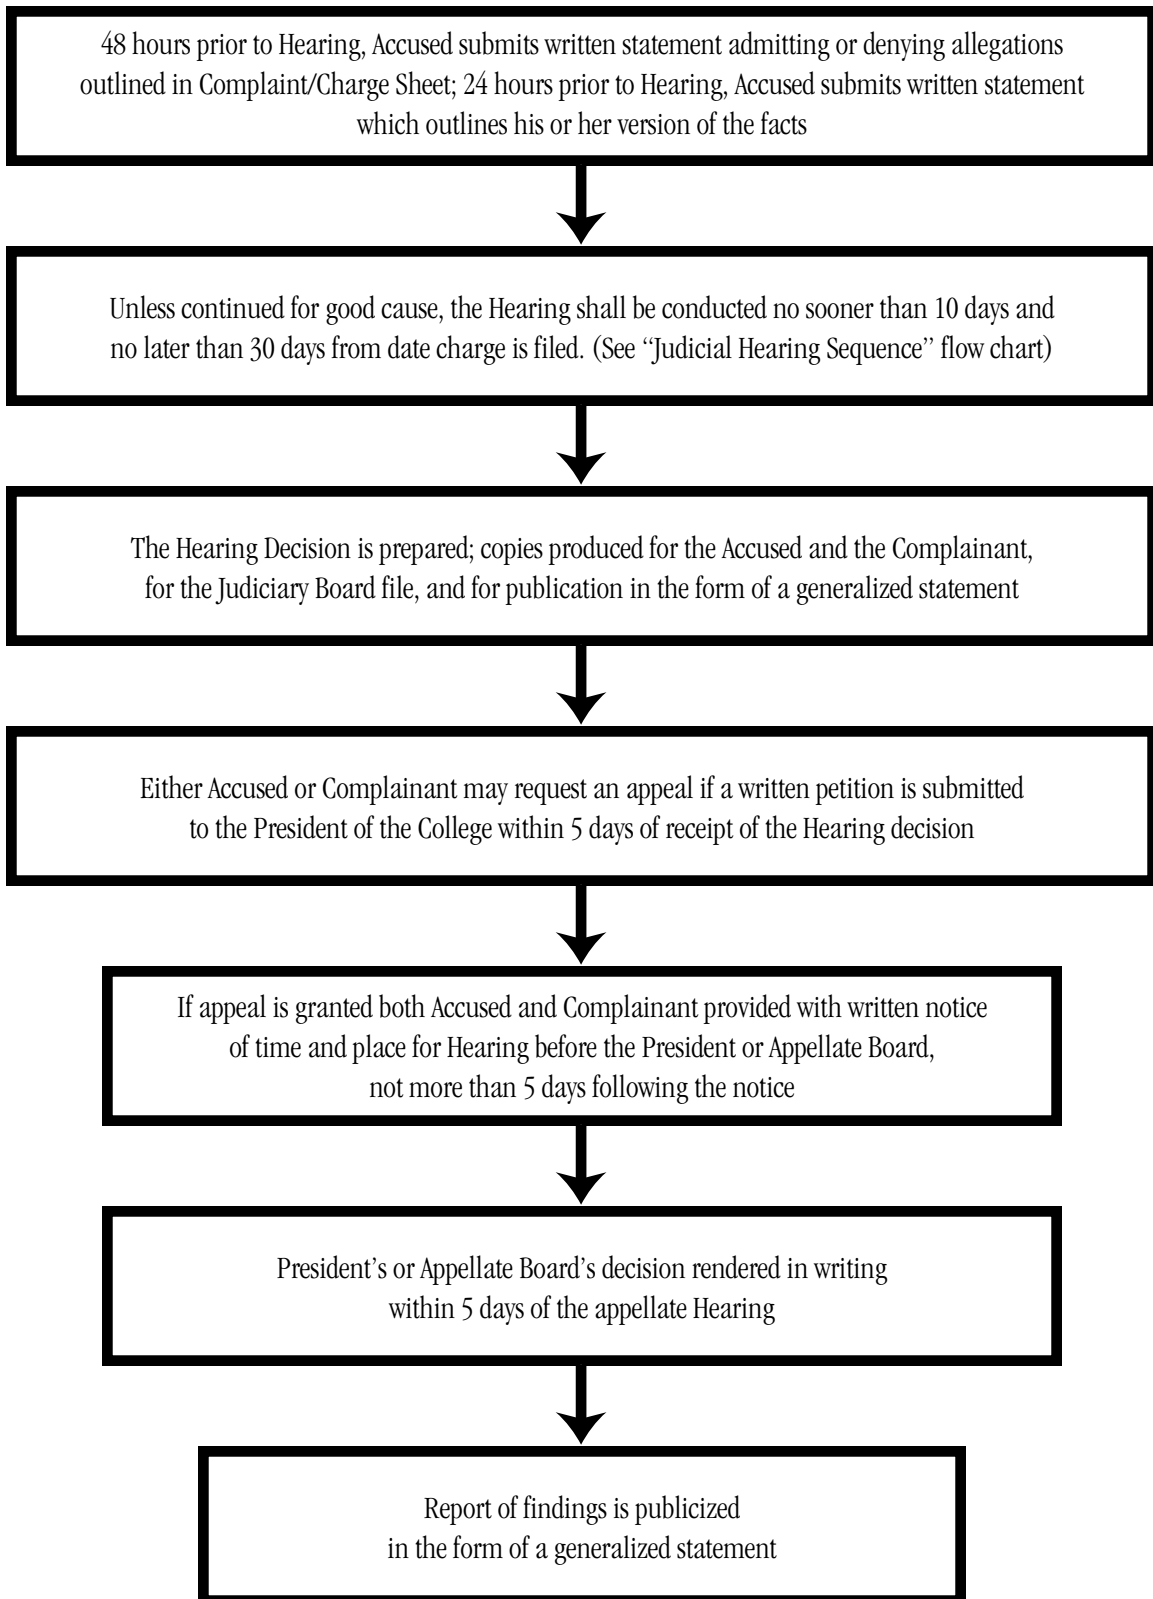 48 hours prior to Hearing, Accused submits written statement admitting or denying allegations
outlined in Complaint/Charge Sheet; 24 hours prior to Hearing, Accused submits written statement
which outlines his or her version of the facts
Unless continued for good cause, the Hearing shall be conducted no sooner than 10 days and
no later than 30 days from date charge is filed. (See “Judicial Hearing Sequence” flow chart)
The Hearing Decision is prepared; copies produced for the Accused and the Complainant,
for the Judiciary Board file, and for publication in the form of a generalized statement
Either Accused or Complainant may request an appeal if a written petition is submitted
to the President of the College within 5 days of receipt of the Hearing decision
If appeal is granted both Accused and Complainant provided with written notice
of time and place for Hearing before the President or Appellate Board,
not more than 5 days following the notice
President’s or Appellate Board’s decision rendered in writing
within 5 days of the appellate Hearing
Report of findings is publicized
in the form of a generalized statement